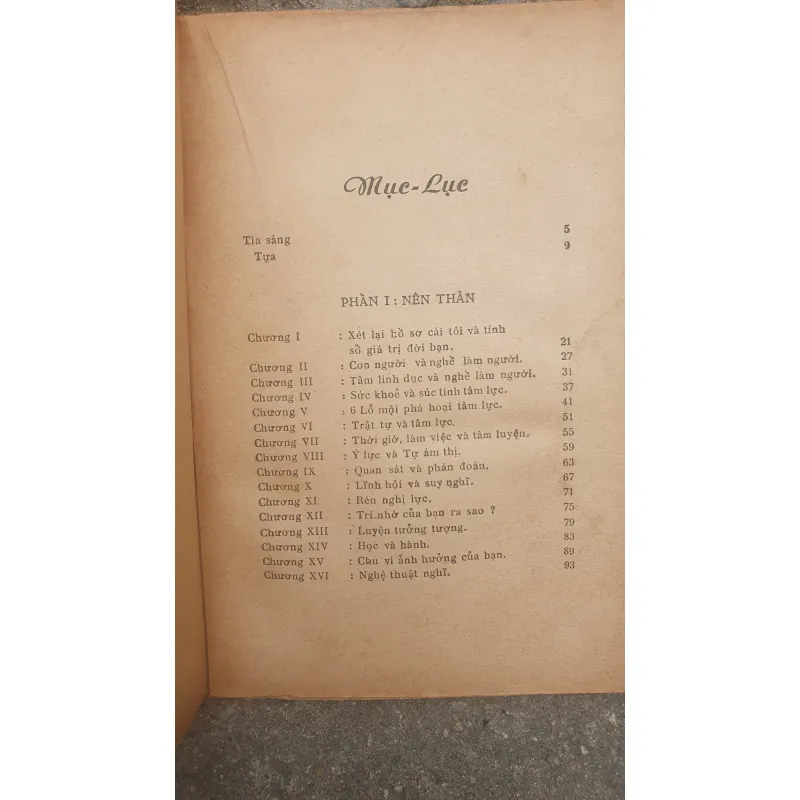 Mục-Lục
Tia sáng 5
Tựa 9
PHẦN I : NÊN THÂN
Chương I : Xét lại hồ sơ cái tôi và tính
sồ giá trị đời bạn. 21
Chương II : Con người và nghề làm người. 27
Chương III : Tâm linh dục và nghề làm người. 31
Chương IV : Sức khoẻ và súc tinh tâm lực. 37
Chương V : 6 Lỗ mội phá hoại tâm lực. 41
Chương VI : Trật tự và tâm lực. 51
Chương VII : Thời giờ, làm việc và tâm luyện. 55
Chương VIII : Ý lực và Tự ám thị. 59
Chương IX : Quan sát và phán đoán. 63
Chương X : Lĩnh hội và suy nghĩ. 67
Chương XI : Rèn nghị lực. 71
Chương XII : Trí nhờ của bạn ra sao ? 75
Chương XIII : Luyện tưởng tượng. 79
Chương XIV : Học và hành. 83
Chương XV : Chu vi ảnh hưởng của bạn. 89
Chương XVI : Nghệ thuật nghĩ. 93